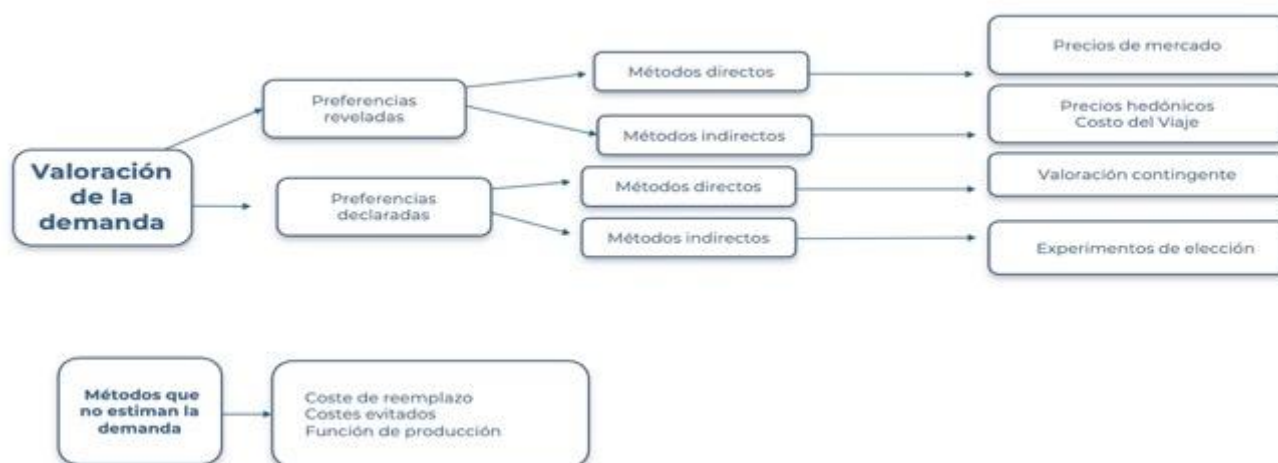 Valoración
de la
demanda
Preferencias
reveladas
Preferencias
declaradas
Métodos directos
Métodos indirectos
Métodos directos
Métodos indirectos
Precios de mercado
Precios hedónicos
Costo del Viaje
Valoración contingente
Experimentos de elección
Métodos que
no estiman la
demanda
Coste de reemplazo
Costes evitados
Función de producción